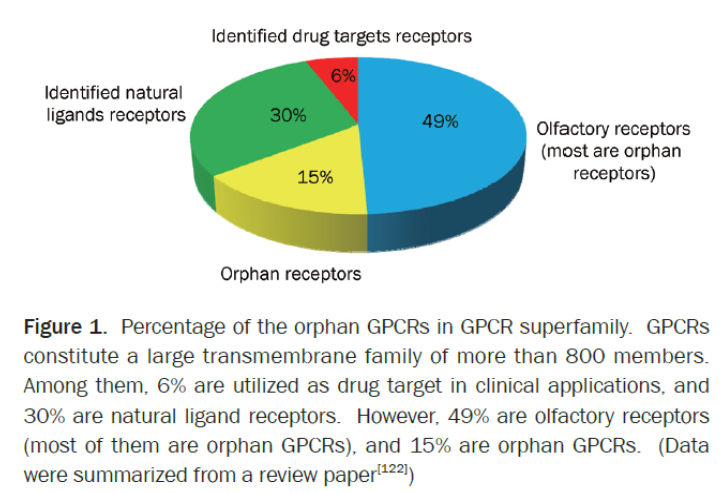 Identified drug targets receptors
6%
Identified natural
ligands receptors
30%
49%
Olfactory receptors
(most are orphan
receptors)
15%
Orphan receptors
Figure 1. Percentage of the orphan GPCRs in GPCR superfamily. GPCRs
constitute a large transmembrane family of more than 800 members.
Among them, 6% are utilized as drug target in clinical applications, and
30% are natural ligand receptors. However, 49% are olfactory receptors
(most of them are orphan GPCRs), and 15% are orphan GPCRs. (Data
were summarized from a review paper[122])